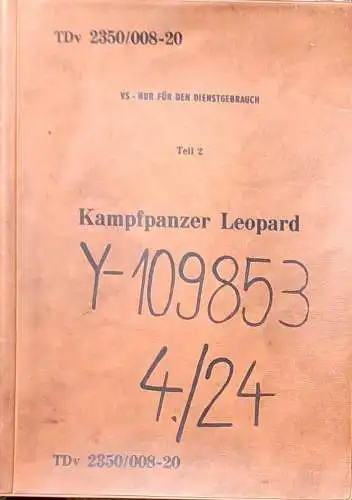 TDv 2350/008-20
VS - NUR FÜR DEN DIENSTGEBRAUCH
Teil 2
Kampfpanzer Leopard
Y-109853
4./24
TDv 2350/008-20